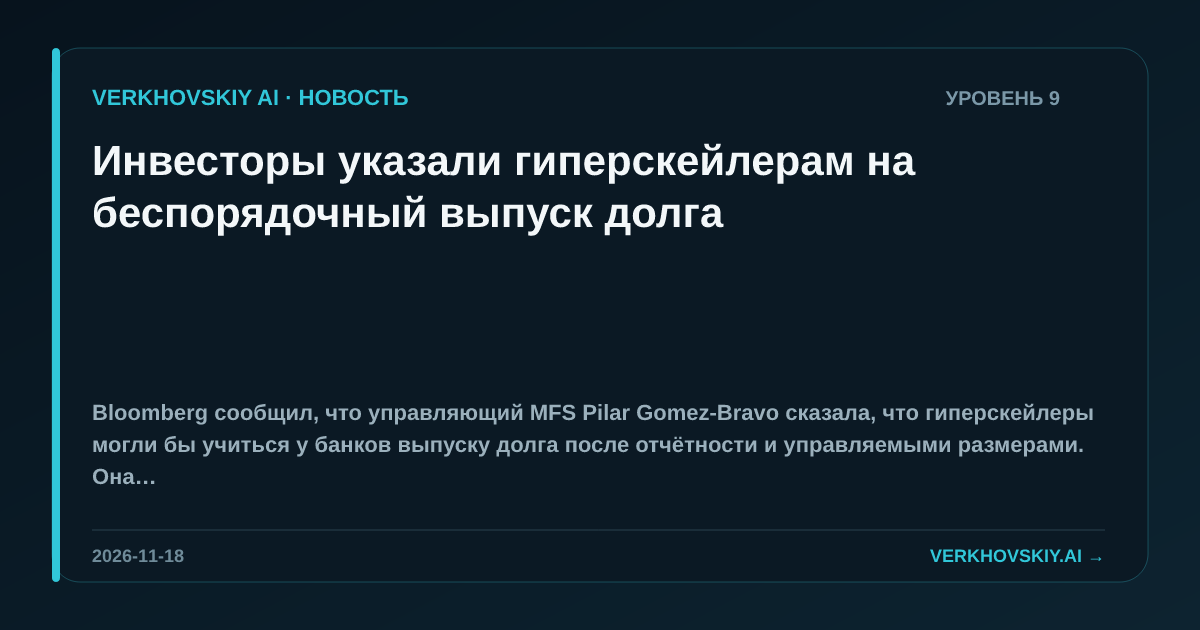 VERKHOVSKIY AI · НОВОСТЬ
УРОВЕНЬ 9
Инвесторы указали гиперскейлерам на
беспорядочный выпуск долга
Bloomberg сообщил, что управляющий MFS Pilar Gomez-Bravo сказала, что гиперскейлеры
могли бы учиться у банков выпуску долга после отчётности и управляемыми размерами.
Она…
2026-11-18
VERKHOVSKIY.AI →